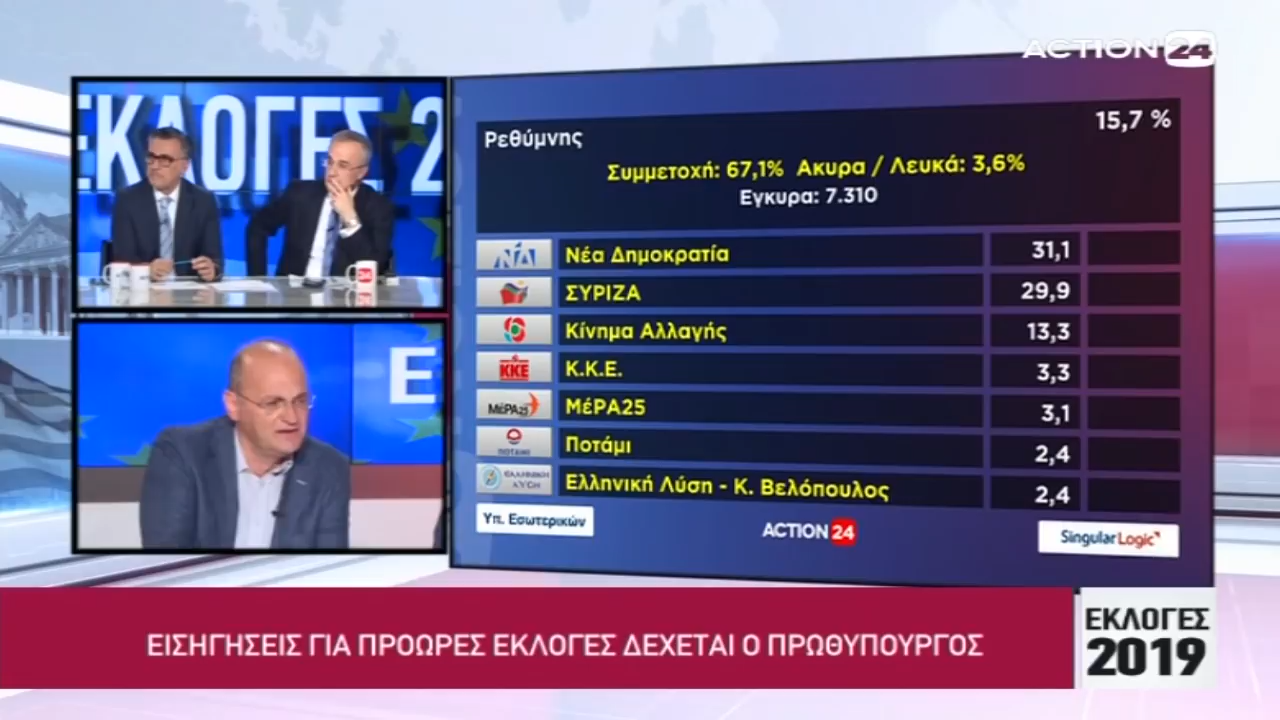 ACTION 24
ΕΚΛΟΓΕΣ 2
Ε
Ρεθύμνης
15,7 %
Συμμετοχή: 67,1% Ακυρα / Λευκά: 3,6%
Εγκυρα: 7.310
ΝΔ Νέα Δημοκρατία 31,1
ΣΥΡΙΖΑ 29,9
Κίνημα Αλλαγής 13,3
ΚΚΕ Κ.Κ.Ε. 3,3
ΜέΡΑ25 ΜέΡΑ25 3,1
ΠΟΤΑΜΙ Ποτάμι 2,4
ΕΛΛΗΝΙΚΗ ΛΥΣΗ Ελληνική Λύση - Κ. Βελόπουλος 2,4
Υπ. Εσωτερικών
ACTION 24
SingularLogic
ΕΙΣΗΓΗΣΕΙΣ ΓΙΑ ΠΡΟΩΡΕΣ ΕΚΛΟΓΕΣ ΔΕΧΕΤΑΙ Ο ΠΡΩΘΥΠΟΥΡΓΟΣ
ΕΚΛΟΓΕΣ
2019